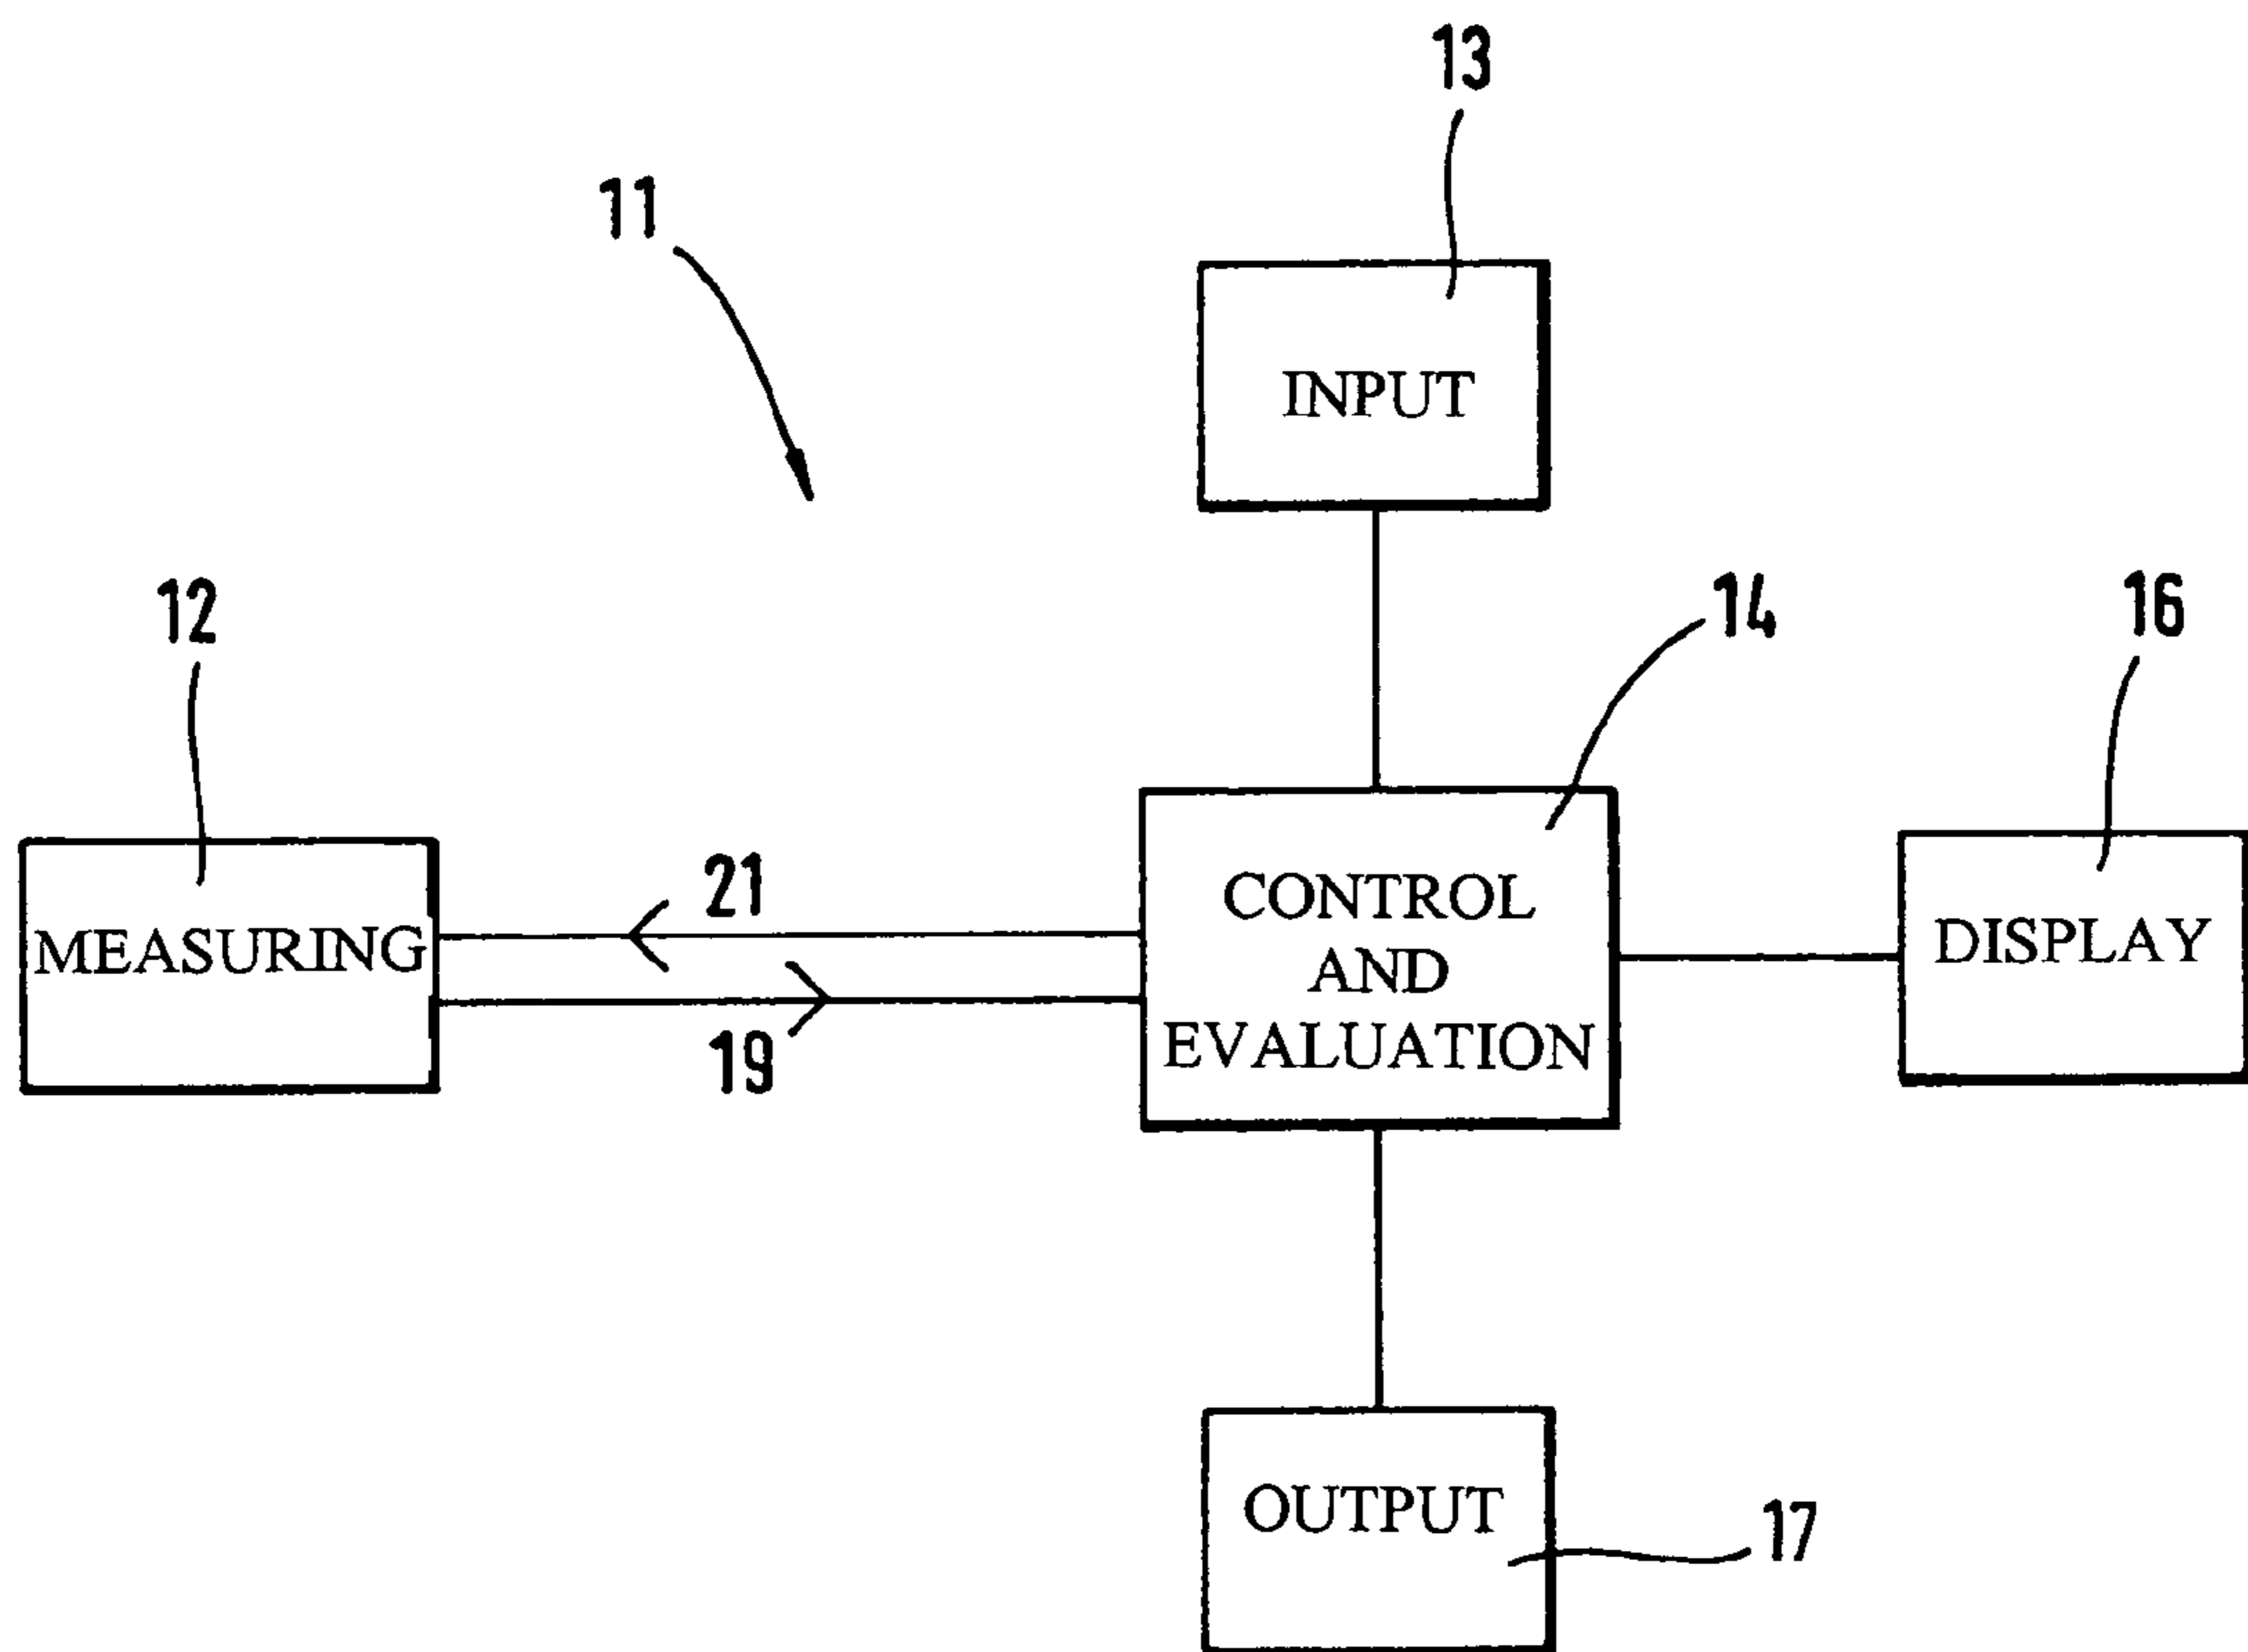 13
11
INPUT
12
14
16
21
CONTROL
AND
EVALUATION
MEASURING
DISPLAY
19
OUTPUT
17